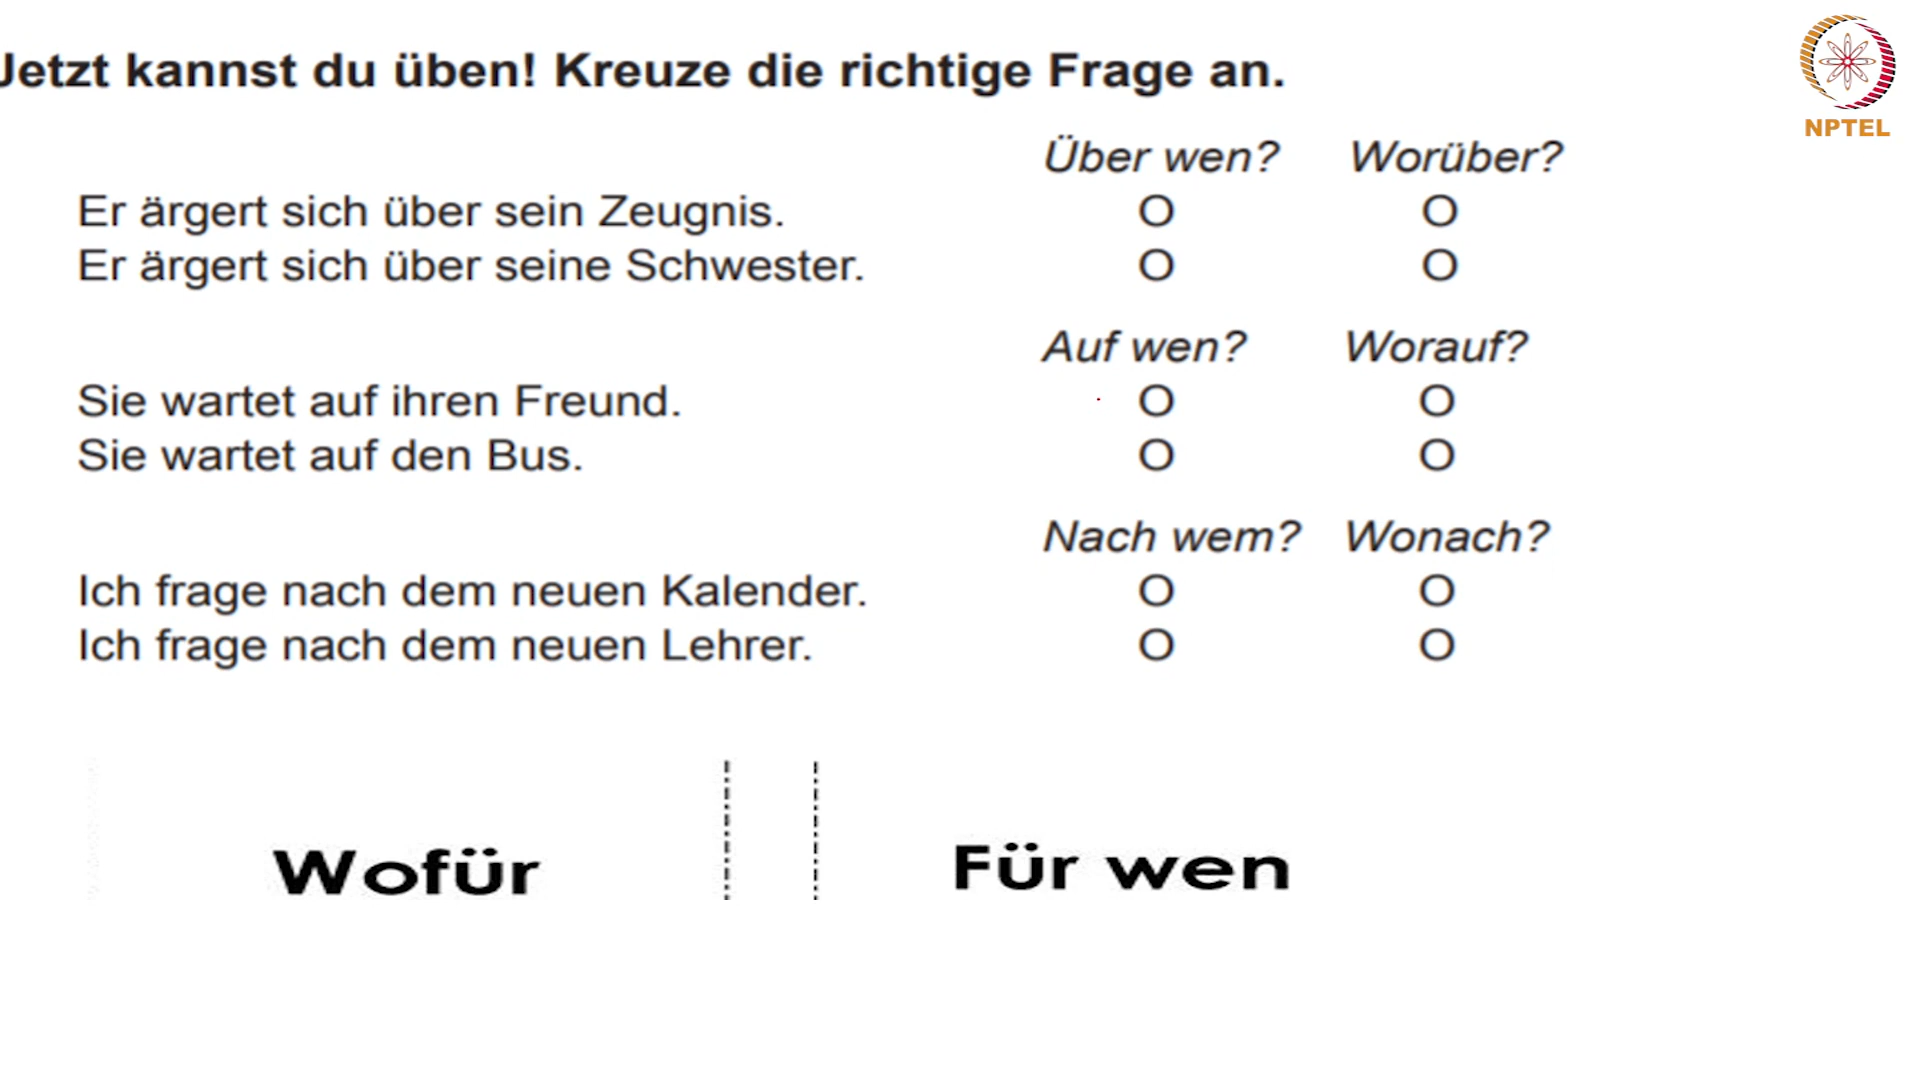 Jetzt kannst du üben! Kreuze die richtige Frage an.
NPTEL
Über wen? Worüber?
Er ärgert sich über sein Zeugnis. O O
Er ärgert sich über seine Schwester. O O
Auf wen? Worauf?
Sie wartet auf ihren Freund. O O
Sie wartet auf den Bus. O O
Nach wem? Wonach?
Ich frage nach dem neuen Kalender. O O
Ich frage nach dem neuen Lehrer. O O
Wofür Für wen